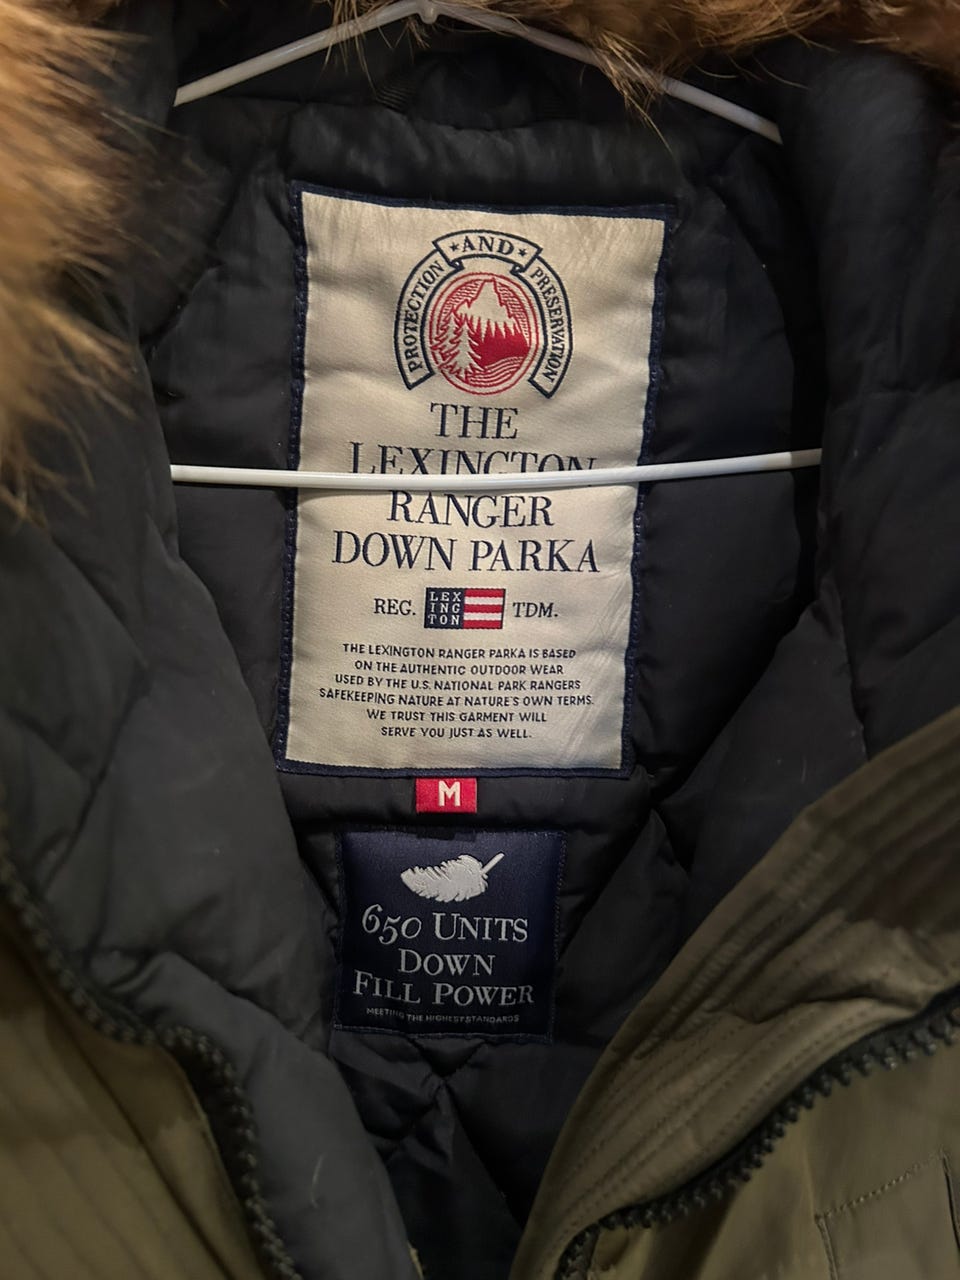 PROTECTION ★AND★ PRESERVATION
THE
LEXINGTON
RANGER
DOWN PARKA
REG. LEX TDM.
ING
TON
THE LEXINGTON RANGER PARKA IS BASED
ON THE AUTHENTIC OUTDOOR WEAR
USED BY THE U.S. NATIONAL PARK RANGERS
SAFEKEEPING NATURE AT NATURE'S OWN TERMS.
WE TRUST THIS GARMENT WILL
SERVE YOU JUST AS WELL.
M
650 UNITS
DOWN
FILL POWER
MEETING THE HIGHEST STANDARDS